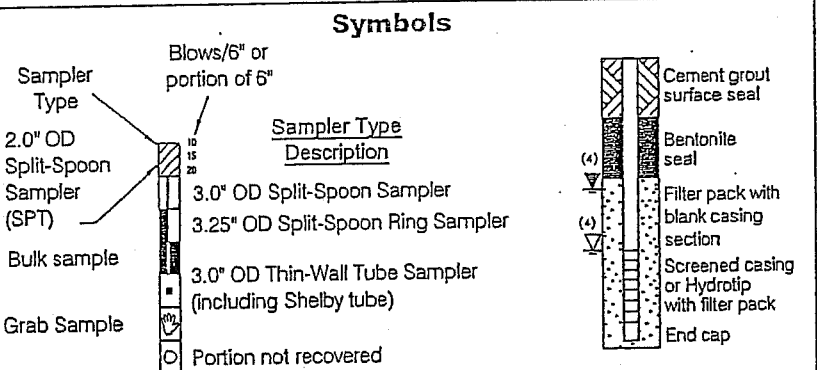 Symbols
Blows/6" or
portion of 6"
Sampler
Type
2.0" OD
Split-Spoon
Sampler
(SPT)
10
15
20
Sampler Type
Description
3.0" OD Split-Spoon Sampler
3.25" OD Split-Spoon Ring Sampler
Bulk sample
3.0" OD Thin-Wall Tube Sampler
(including Shelby tube)
Grab Sample
Portion not recovered
Cement grout
surface seal
Bentonite
seal
(4)
Filter pack with
blank casing
section
(4)
Screened casing
or Hydrotip
with filter pack
End cap